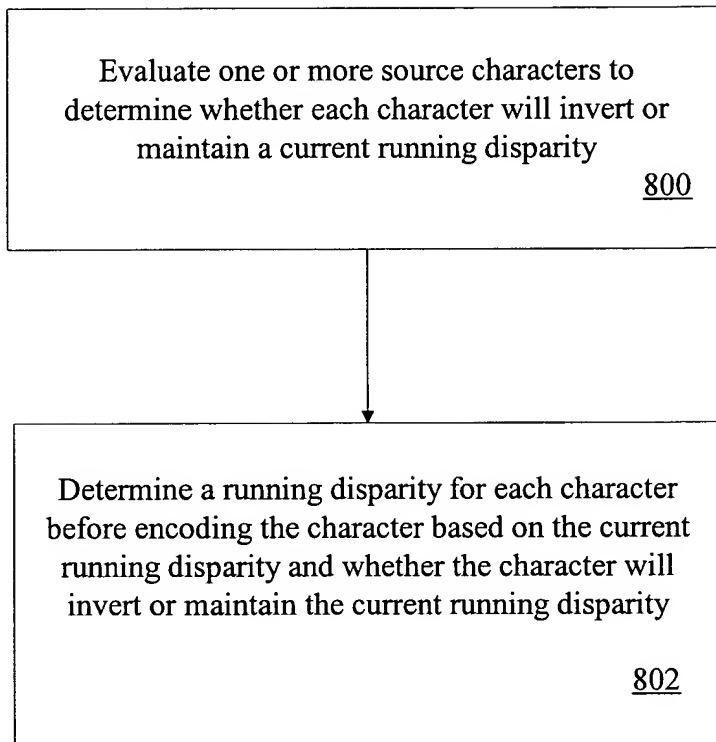 Evaluate one or more source characters to
determine whether each character will invert or
maintain a current running disparity
800
Determine a running disparity for each character
before encoding the character based on the current
running disparity and whether the character will
invert or maintain the current running disparity
802